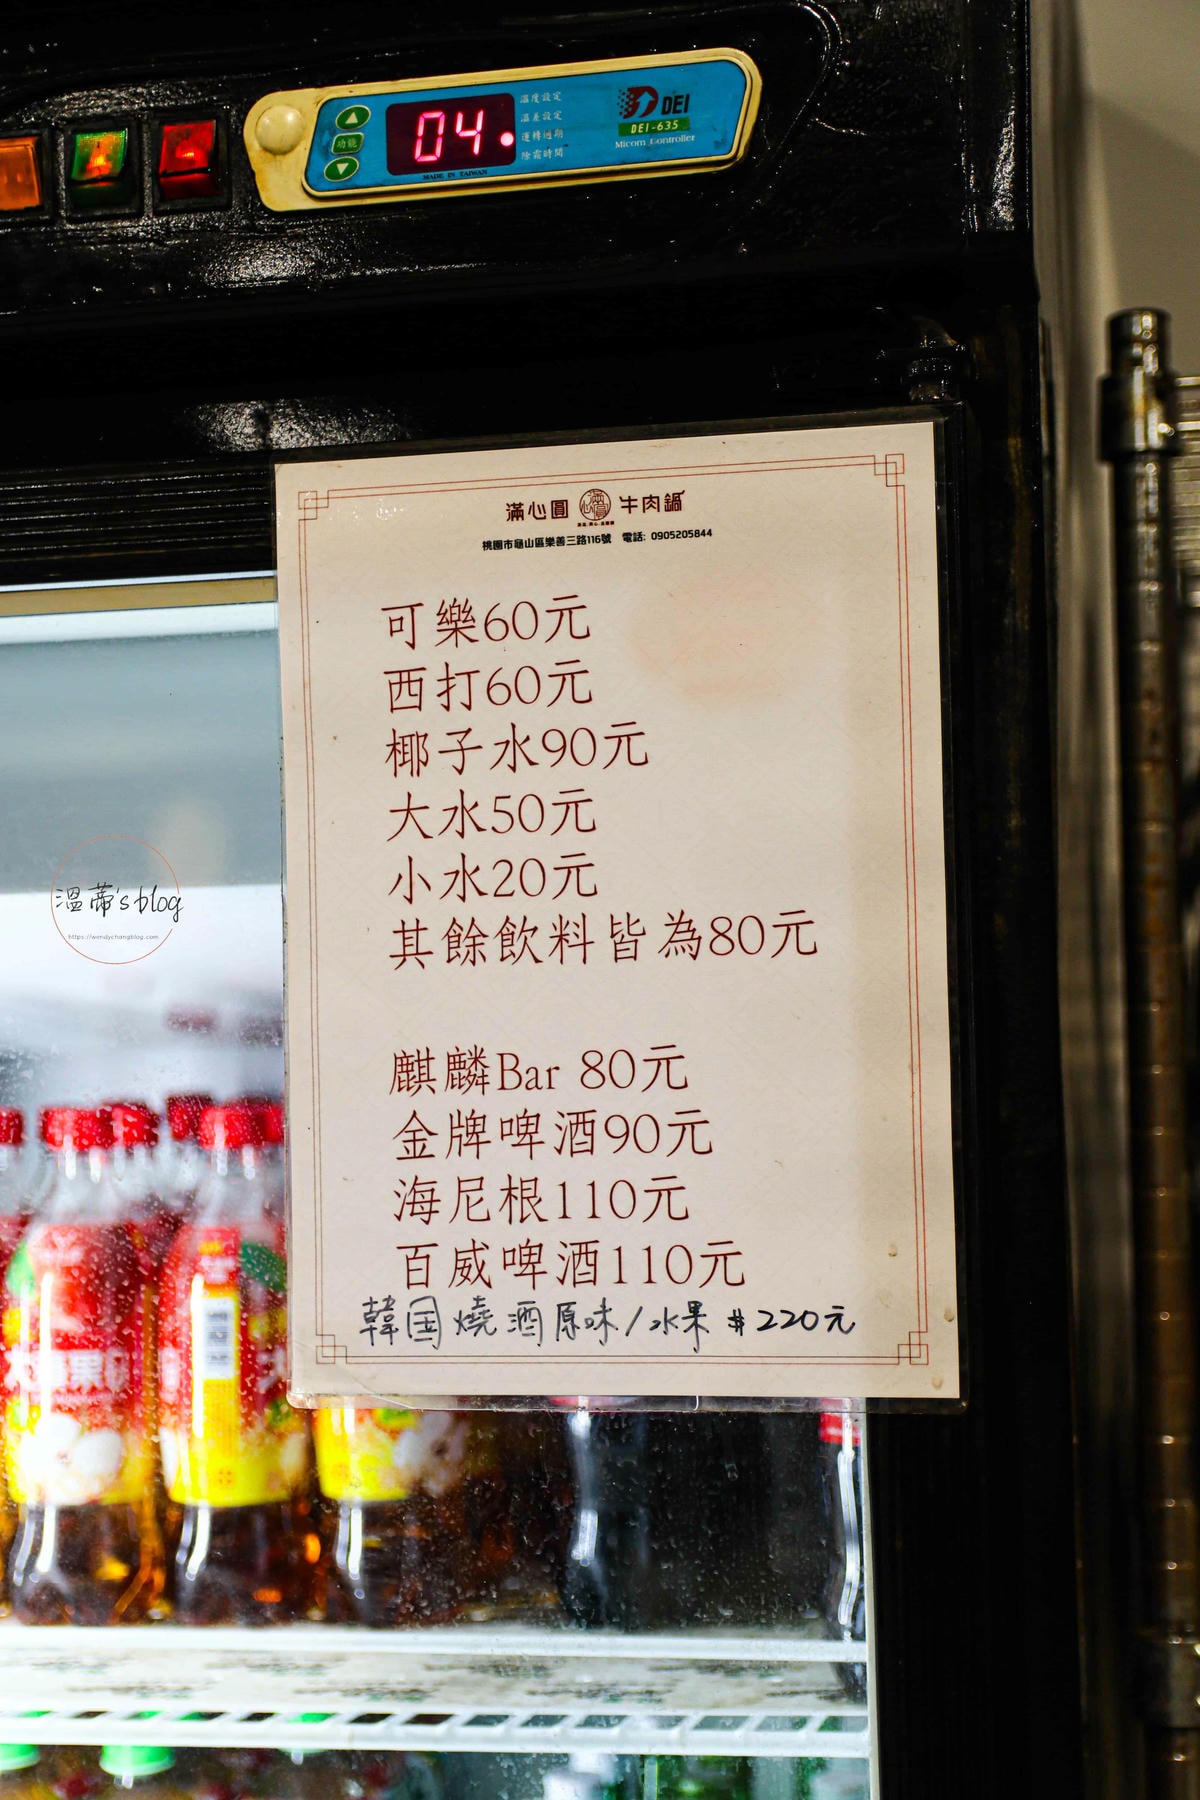 功能
04.
溫度設定
溫差設定
運轉週期
除霜時間
MADE IN TAIWAN
DEI
DEI-635
Micom Controller
滿心圓 牛肉鍋
桃園市龜山區樂善三路116號 電話: 0905205844
可樂60元
西打60元
椰子水90元
大水50元
小水20元
其餘飲料皆為80元
麒麟Bar 80元
金牌啤酒90元
海尼根110元
百威啤酒110元
韓国燒酒原味/水果 $220元
溫蒂's blog
https://wendychangblog.com